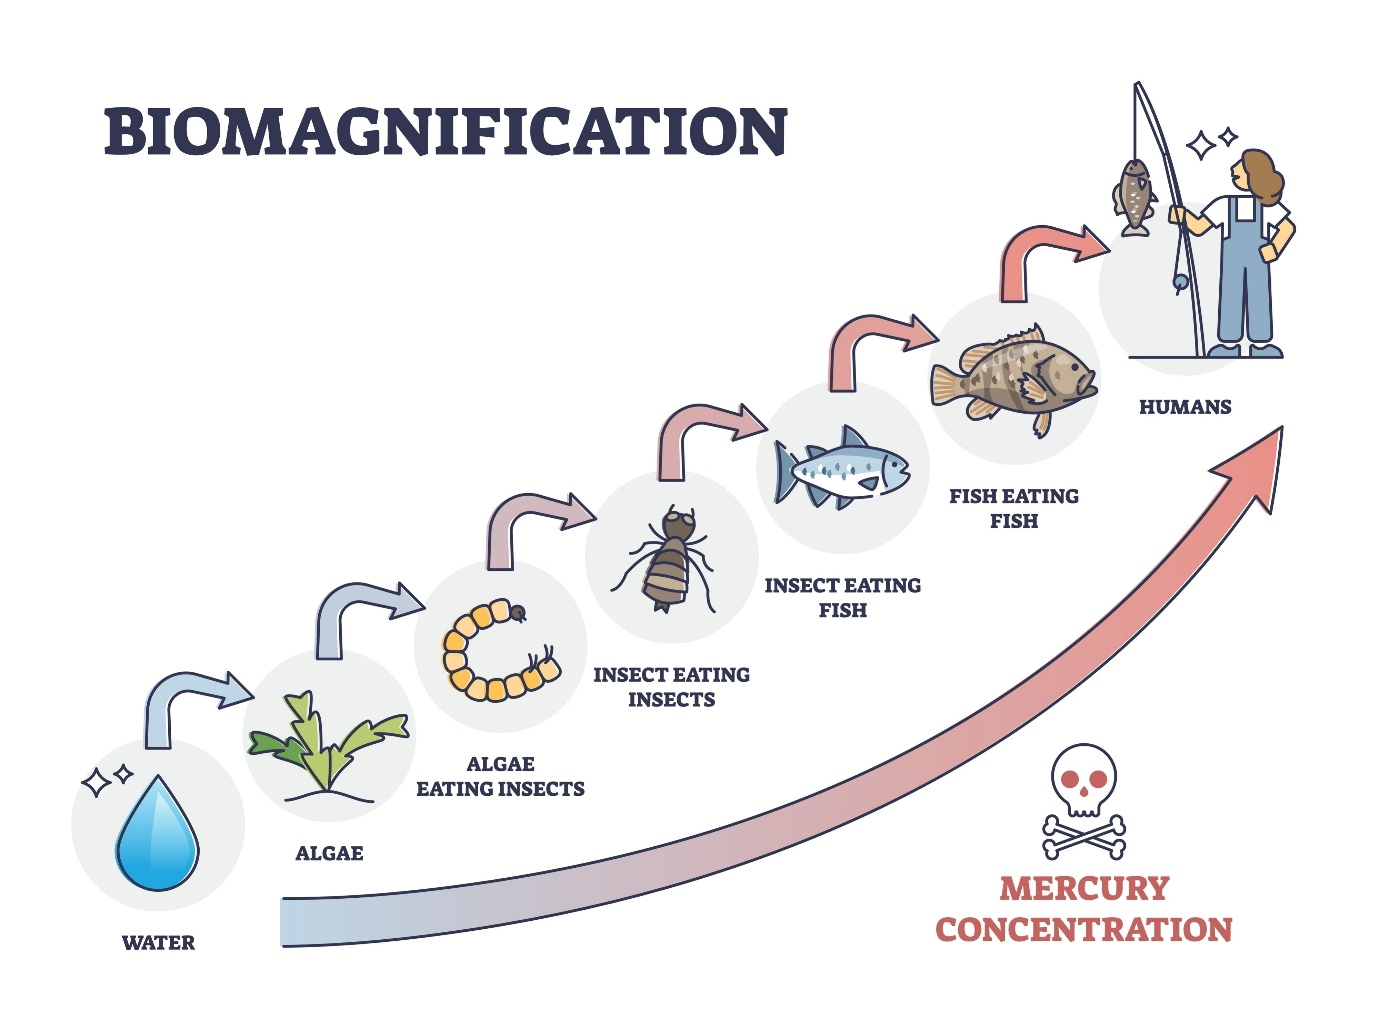 BIOMAGNIFICATION
WATER
ALGAE
ALGAE
EATING INSECTS
INSECT EATING
INSECTS
INSECT EATING
FISH
FISH EATING
FISH
HUMANS
MERCURY
CONCENTRATION